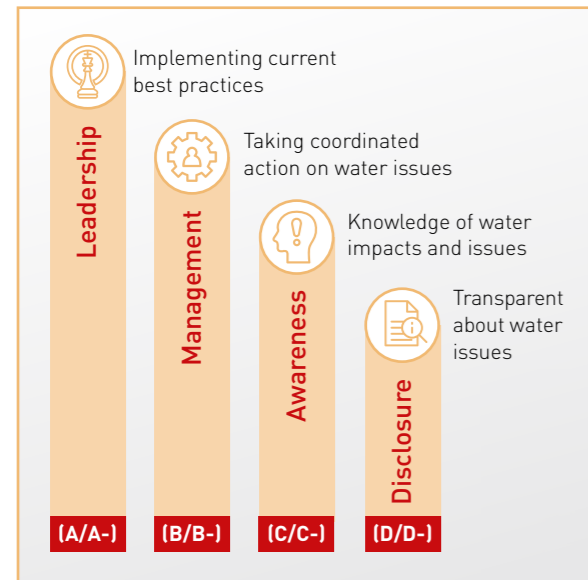 Implementing current
best practices
Leadership
(A/A-)
Taking coordinated
action on water issues
Management
(B/B-)
Knowledge of water
impacts and issues
Awareness
(C/C-)
Transparent
about water
issues
Disclosure
(D/D-)